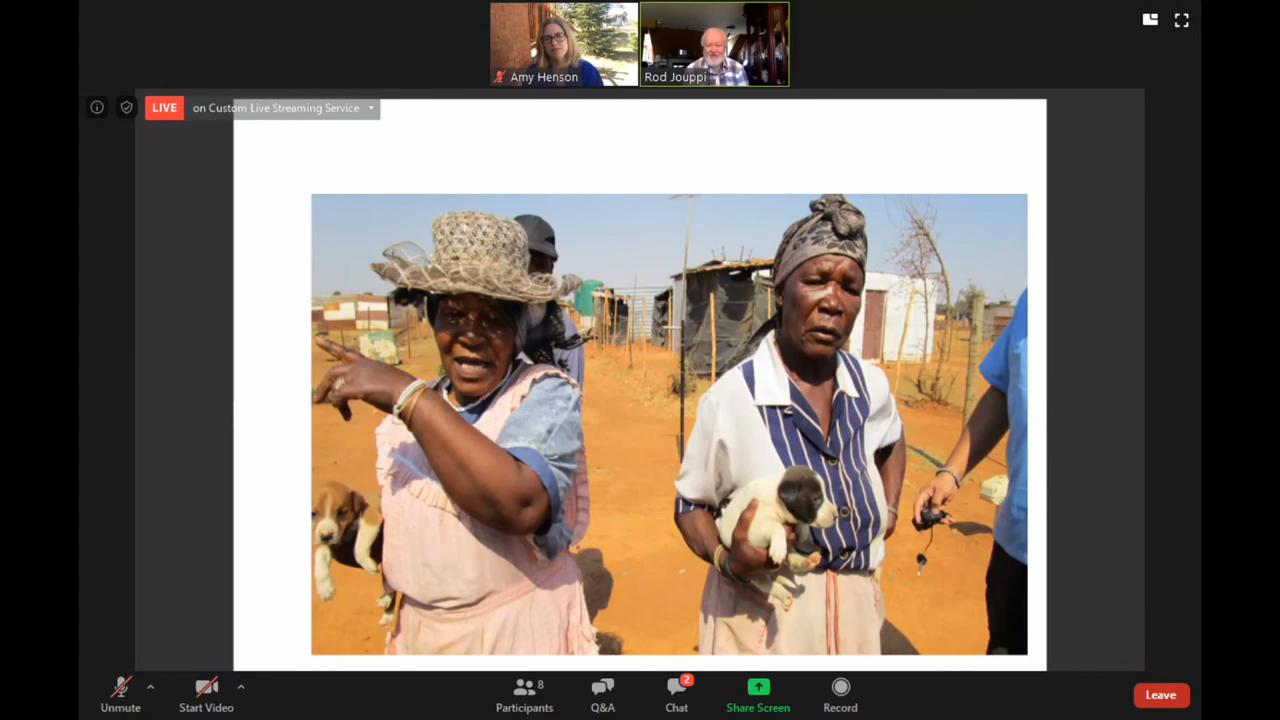 Amy Henson
Rod Jouppi
LIVE
on Custom Live Streaming Service
8
2
Unmute
Start Video
Participants
Q&A
Chat
Share Screen
Record
Leave